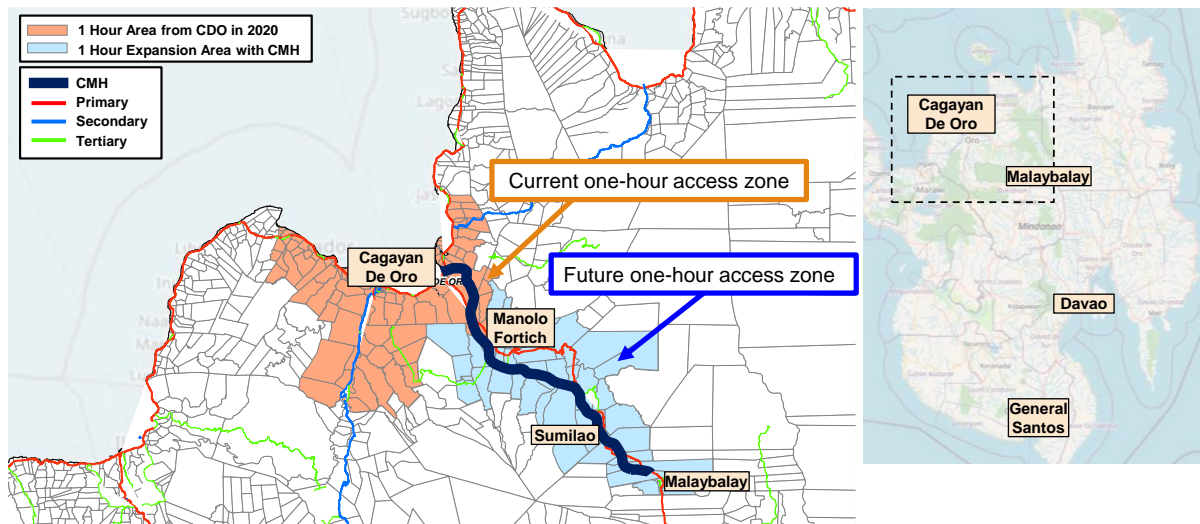 1 Hour Area from CDO in 2020
1 Hour Expansion Area with CMH
CMH
Primary
Secondary
Tertiary
Current one-hour access zone
Future one-hour access zone
Cagayan
De Oro
Manolo
Fortich
Sumilao
Malaybalay
Cagayan
De Oro
Malaybalay
Marawi
Mindanao
Davao
General
Santos